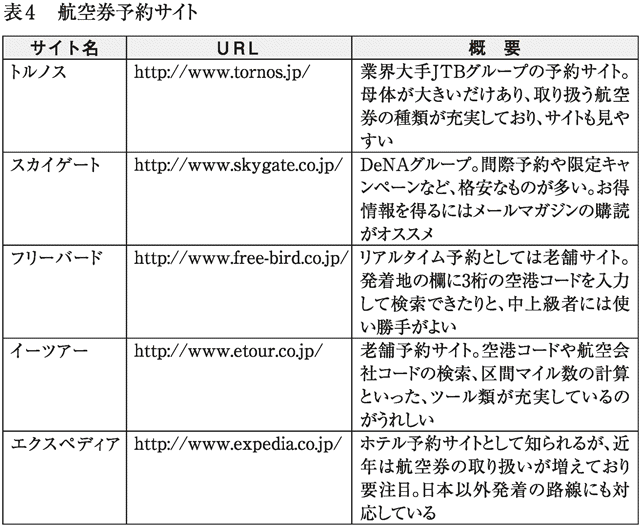 表4　航空券予約サイト
サイト名　URL　概　要
トルノス　http://www.tornos.jp/　業界大手JTBグループの予約サイト。
母体が大きいだけあり、取り扱う航空
券の種類が充実しており、サイトも見や
すい
スカイゲート　http://www.skygate.co.jp/　DeNAグループ。間際予約や限定キャ
ンペーンなど、格安なものが多い。お得
情報を得るにはメールマガジンの購読
がオススメ
フリーバード　http://www.free-bird.co.jp/　リアルタイム予約としては老舗サイト。
発着地の欄に3桁の空港コードを入力
して検索できたりと、中上級者には使
い勝手がよい
イーツアー　http://www.etour.co.jp/　老舗予約サイト。空港コードや航空会
社コードの検索、区間マイル数の計算
といった、ツール類が充実しているの
がうれしい
エクスペディア　http://www.expedia.co.jp/　ホテル予約サイトとして知られるが、近
年は航空券の取り扱いが増えており
要注目。日本以外発着の路線にも対
応している